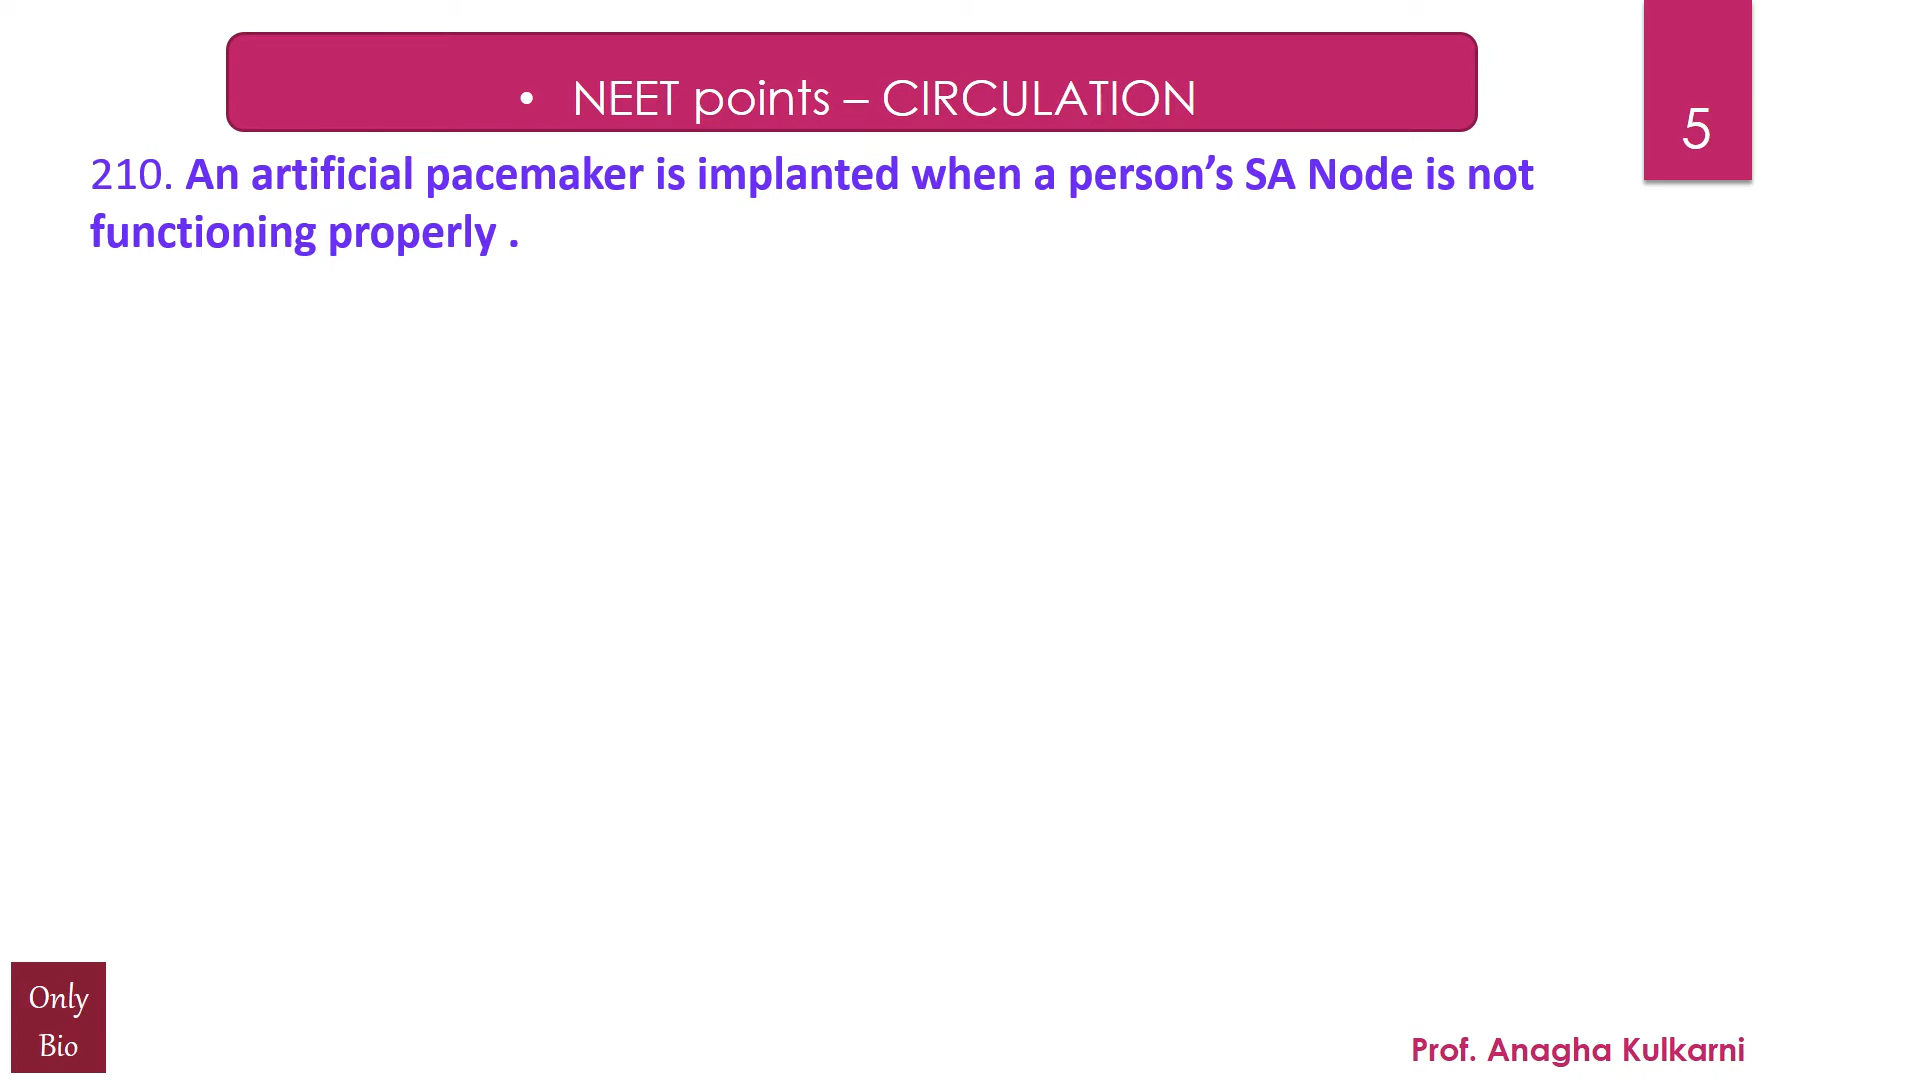 • NEET points – CIRCULATION
5
210. An artificial pacemaker is implanted when a person’s SA Node is not
functioning properly .
Only
Bio
Prof. Anagha Kulkarni